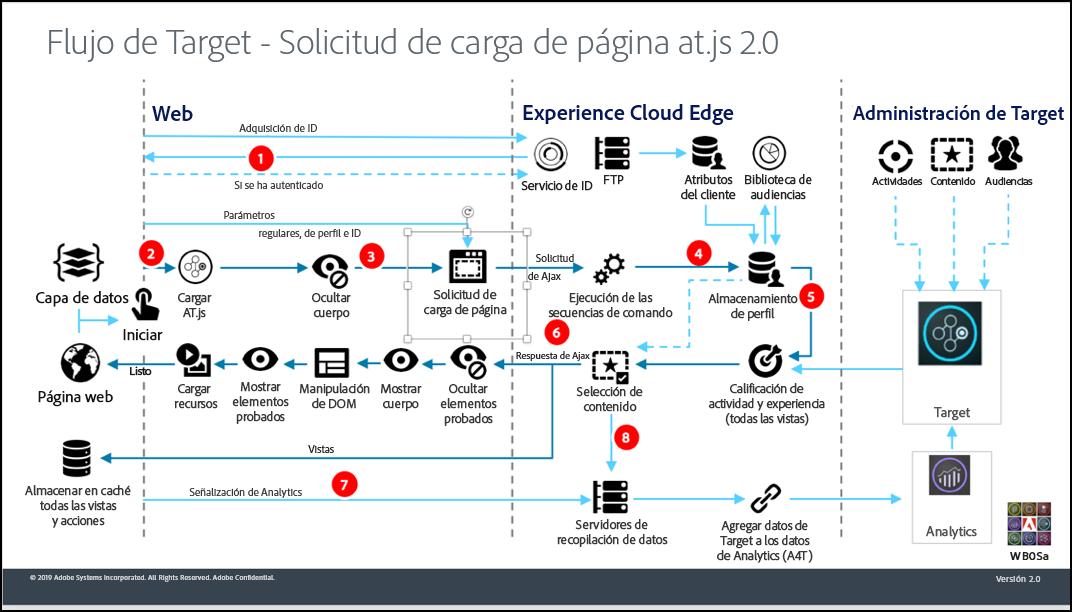 Flujo de Target - Solicitud de carga de página at.js 2.0
Web
Experience Cloud Edge
Administración de Target
Adquisición de ID
1
Si se ha autenticado
Servicio de ID
FTP
Atributos
del cliente
Biblioteca de
audiencias
Actividades
Contenido
Audiencias
Parámetros
regulares, de perfil e ID
2
3
4
5
Capa de datos
Iniciar
Cargar
AT.js
Ocultar
cuerpo
Solicitud de
carga de página
Solicitud
de Ajax
Ejecución de las
secuencias de comando
Almacenamiento
de perfil
6
Respuesta de Ajax
Listo
Página web
Cargar
recursos
Mostrar
elementos
probados
Manipulación
de DOM
Mostrar
cuerpo
Ocultar
elementos
probados
Selección de
contenido
Calificación de
actividad y experiencia
(todas las vistas)
Target
8
Vistas
Almacenar en caché
todas las vistas
y acciones
7
Señalización de Analytics
Servidores de
recopilación de datos
Agregar datos de
Target a los datos
de Analytics (A4T)
Analytics
WB0Sa
© 2019 Adobe Systems Incorporated. All Rights Reserved. Adobe Confidential.
Versión 2.0